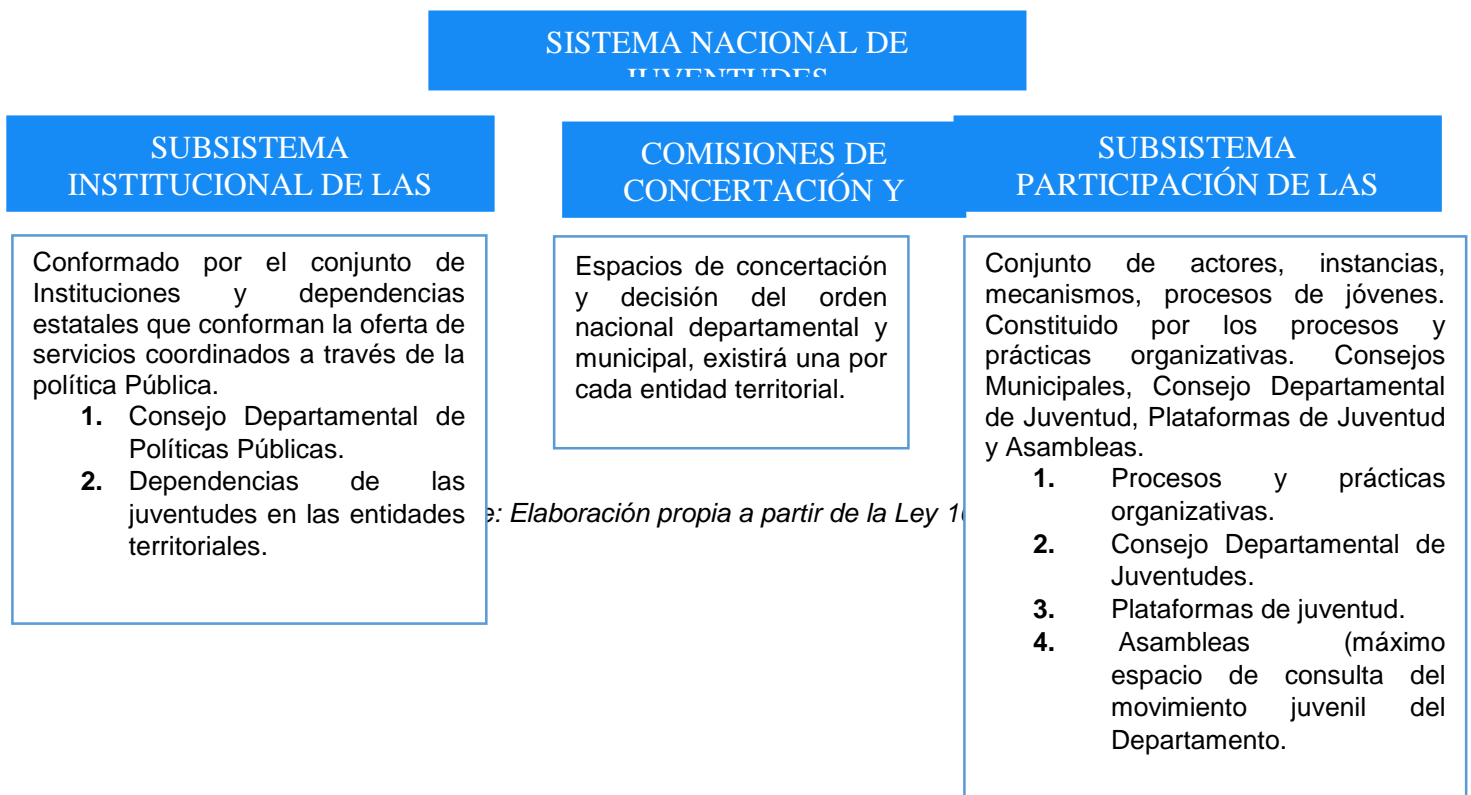 SISTEMA NACIONAL DE
JUVENTUDES
SUBSISTEMA
INSTITUCIONAL DE LAS
Conformado por el conjunto de
Instituciones y dependencias
estatales que conforman la oferta de
servicios coordinados a través de la
política Pública.
1. Consejo Departamental de
Políticas Públicas.
2. Dependencias de las
juventudes en las entidades
territoriales.
COMISIONES DE
CONCERTACIÓN Y
Espacios de concertación
y decisión del orden
nacional departamental y
municipal, existirá una por
cada entidad territorial.
SUBSISTEMA
PARTICIPACIÓN DE LAS
Conjunto de actores, instancias,
mecanismos, procesos de jóvenes.
Constituido por los procesos y
prácticas organizativas. Consejos
Municipales, Consejo Departamental
de Juventud, Plataformas de Juventud
y Asambleas.
1. Procesos y prácticas
organizativas.
2. Consejo Departamental de
Juventudes.
3. Plataformas de juventud.
4. Asambleas (máximo
espacio de consulta del
movimiento juvenil del
Departamento.
: Elaboración propia a partir de la Ley